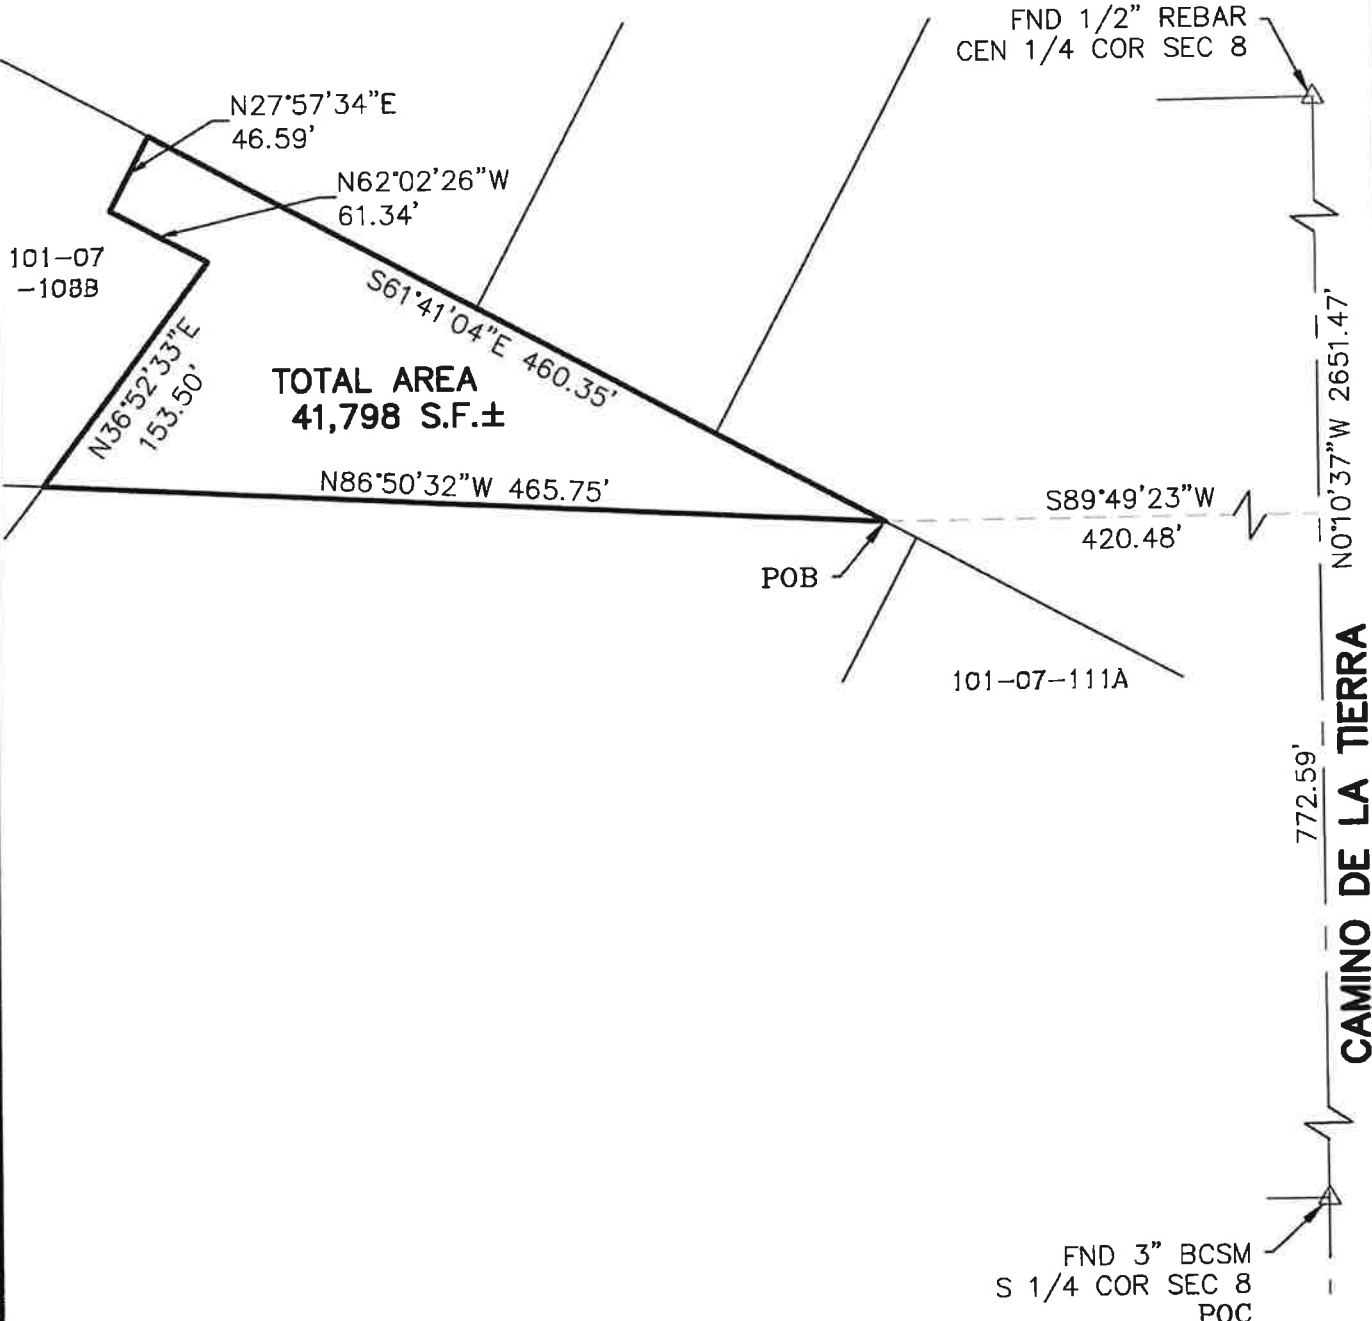 FND 1/2" REBAR
CEN 1/4 COR SEC 8
N27°57'34"E
46.59'
N62°02'26"W
61.34'
101-07
-108B
S61°41'04"E 460.35'
N36°52'33"E
153.50'
TOTAL AREA
41,798 S.F.±
N86°50'32"W 465.75'
S89°49'23"W
420.48'
POB
N0°10'37"W 2651.47'
101-07-111A
772.59'
CAMINO DE LA TIERRA
FND 3" BCSM
S 1/4 COR SEC 8
POC